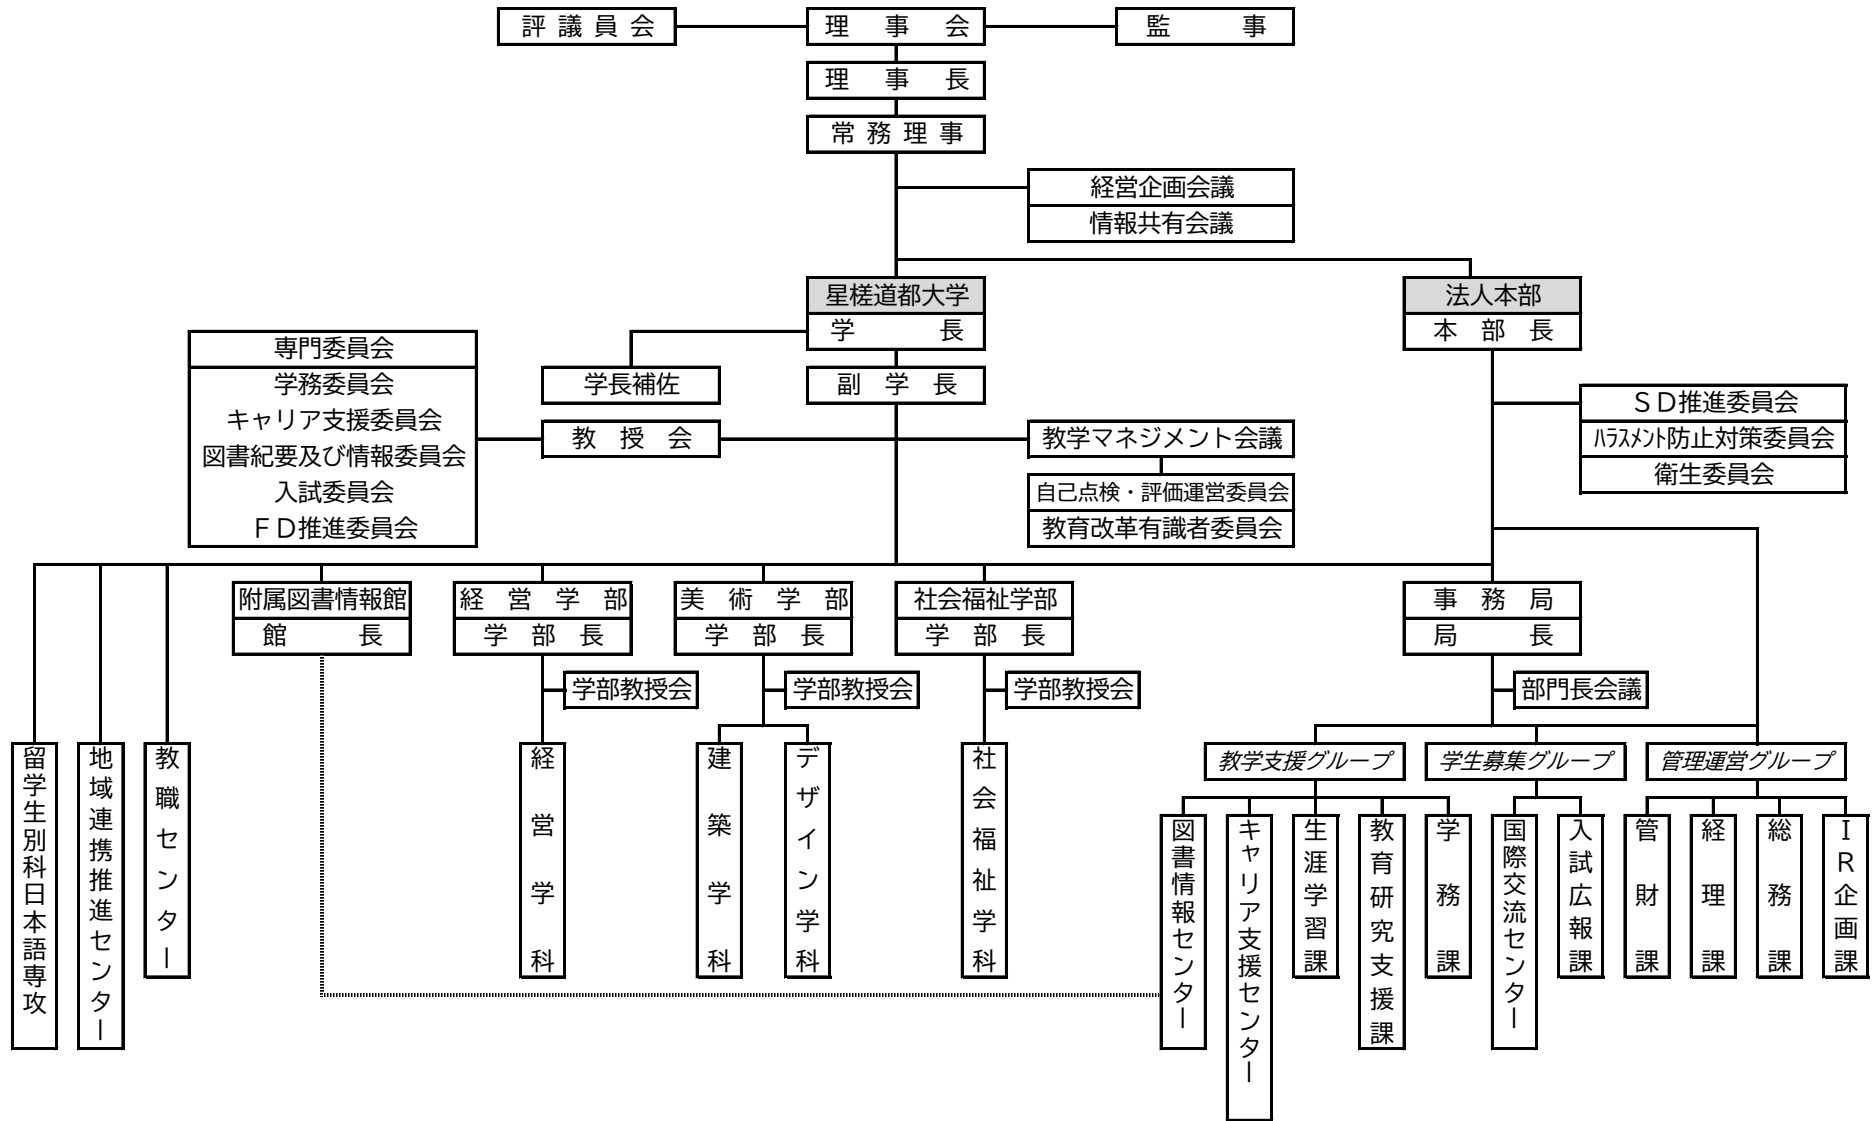 評議員会
理事会
監事
理事長
常務理事
経営企画会議
情報共有会議
星槎道都大学
学長
法人本部
本部長
専門委員会
学務委員会
キャリア支援委員会
図書紀要及び情報委員会
入試委員会
ＦＤ推進委員会
学長補佐
副学長
教授会
教学マネジメント会議
自己点検・評価運営委員会
教育改革有識者委員会
ＳＤ推進委員会
ﾊﾗｽﾒﾝﾄ防止対策委員会
衛生委員会
附属図書情報館
館長
経営学部
学部長
美術学部
学部長
社会福祉学部
学部長
事務局
局長
学部教授会
学部教授会
学部教授会
部門長会議
留学生別科日本語専攻
地域連携推進センター
教職センター
経営学科
建築学科
デザイン学科
社会福祉学科
教学支援グループ
学生募集グループ
管理運営グループ
図書情報センター
キャリア支援センター
生涯学習課
教育研究支援課
学務課
国際交流センター
入試広報課
管財課
経理課
総務課
ＩＲ企画課